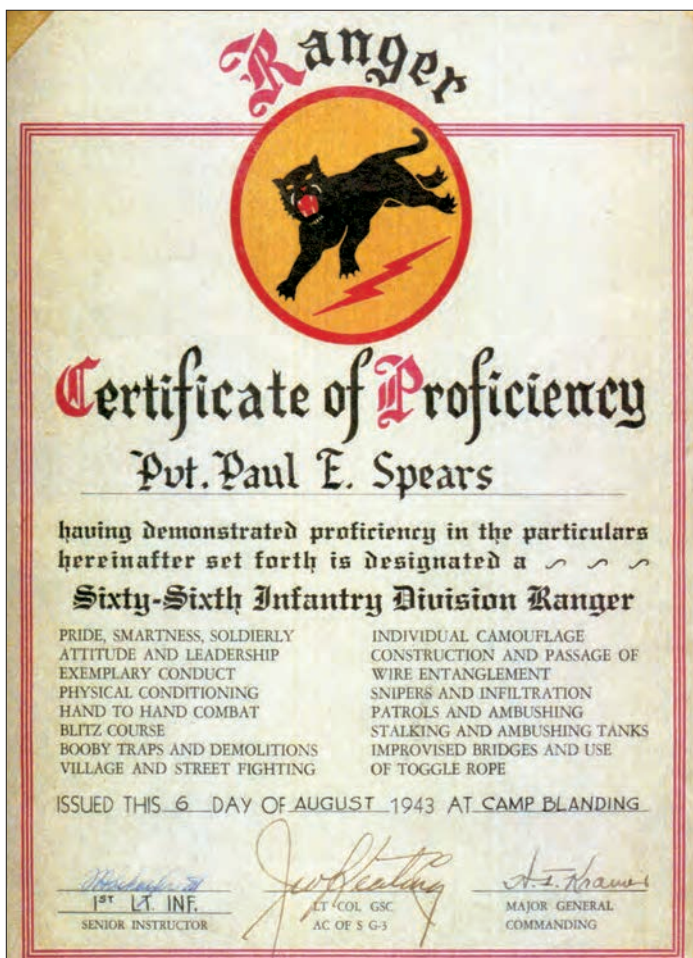 Ranger
Certificate of Proficiency
Pvt. Paul E. Spears
having demonstrated proficiency in the particulars
hereinafter set forth is designated a
Sixty-Sixth Infantry Division Ranger
PRIDE, SMARTNESS, SOLDIERLY
ATTITUDE AND LEADERSHIP
EXEMPLARY CONDUCT
PHYSICAL CONDITIONING
HAND TO HAND COMBAT
BLITZ COURSE
BOOBY TRAPS AND DEMOLITIONS
VILLAGE AND STREET FIGHTING
INDIVIDUAL CAMOUFLAGE
CONSTRUCTION AND PASSAGE OF
WIRE ENTANGLEMENT
SNIPERS AND INFILTRATION
PATROLS AND AMBUSHING
STALKING AND AMBUSHING TANKS
IMPROVISED BRIDGES AND USE
OF TOGGLE ROPE
ISSUED THIS 6 DAY OF AUGUST 1943 AT CAMP BLANDING
Keating
Kramer
1ST LT. INF.
LT COL GSC
MAJOR GENERAL
SENIOR INSTRUCTOR
AC OF S G-3
COMMANDING